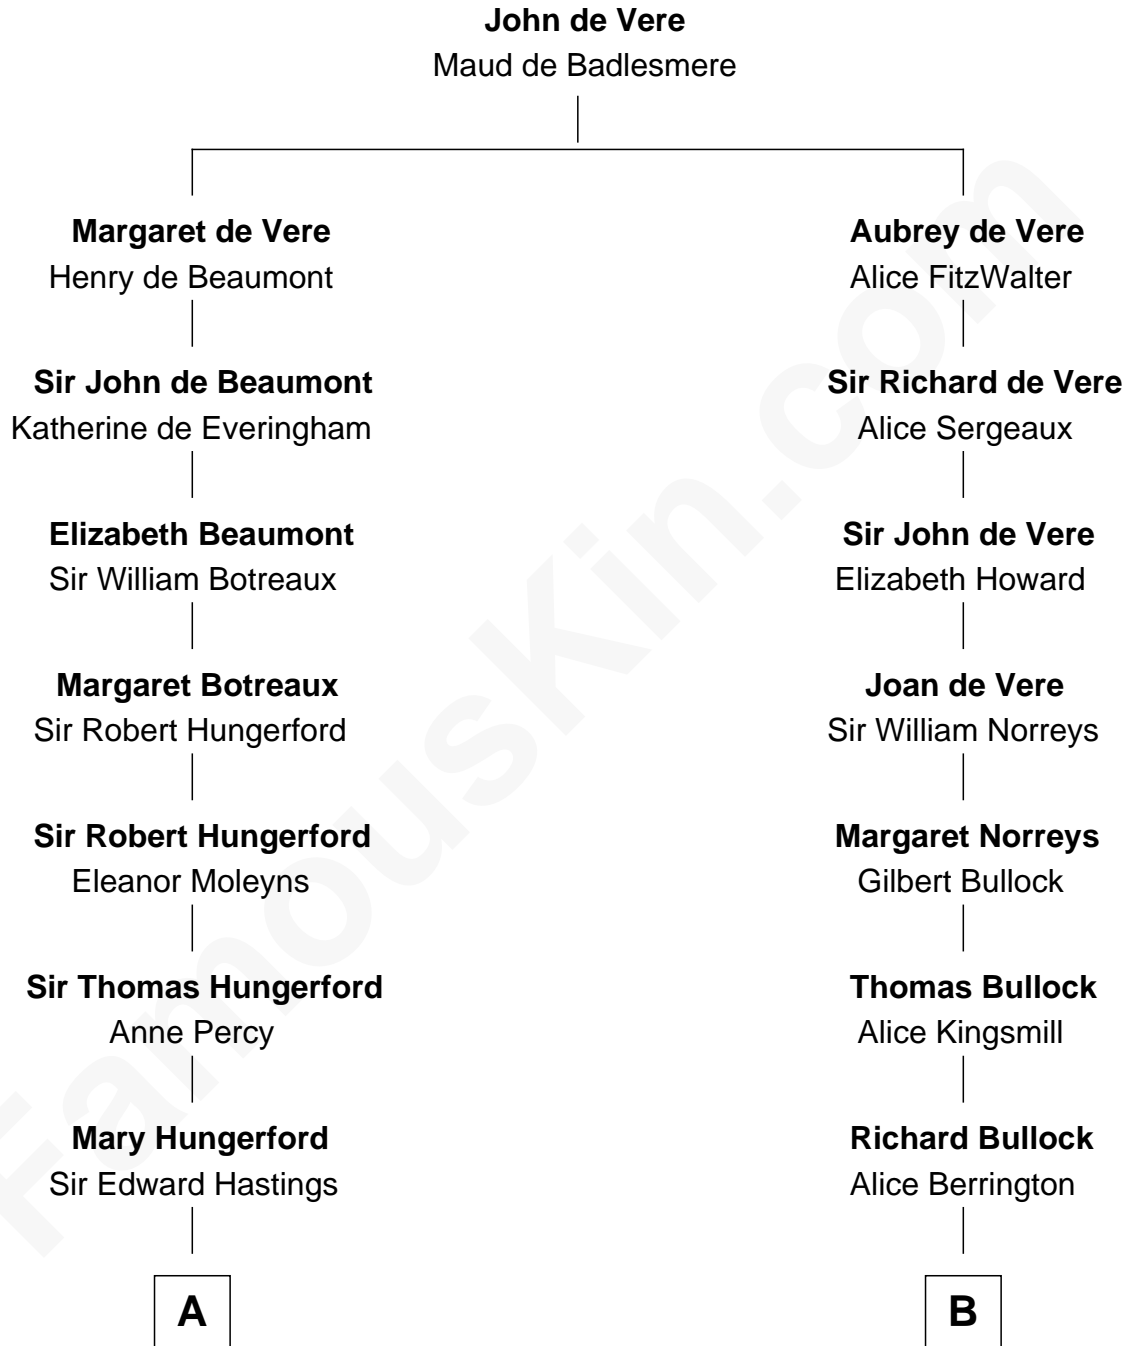 John de Vere
Maud de Badlesmere
Margaret de Vere
Henry de Beaumont
Aubrey de Vere
Alice FitzWalter
Sir John de Beaumont
Katherine de Everingham
Sir Richard de Vere
Alice Sergeaux
Elizabeth Beaumont
Sir William Botreaux
Sir John de Vere
Elizabeth Howard
Margaret Botreaux
Sir Robert Hungerford
Joan de Vere
Sir William Norreys
Sir Robert Hungerford
Eleanor Moleyns
Margaret Norreys
Gilbert Bullock
Sir Thomas Hungerford
Anne Percy
Thomas Bullock
Alice Kingsmill
Mary Hungerford
Sir Edward Hastings
Richard Bullock
Alice Berrington
A
B
FamousKin.com